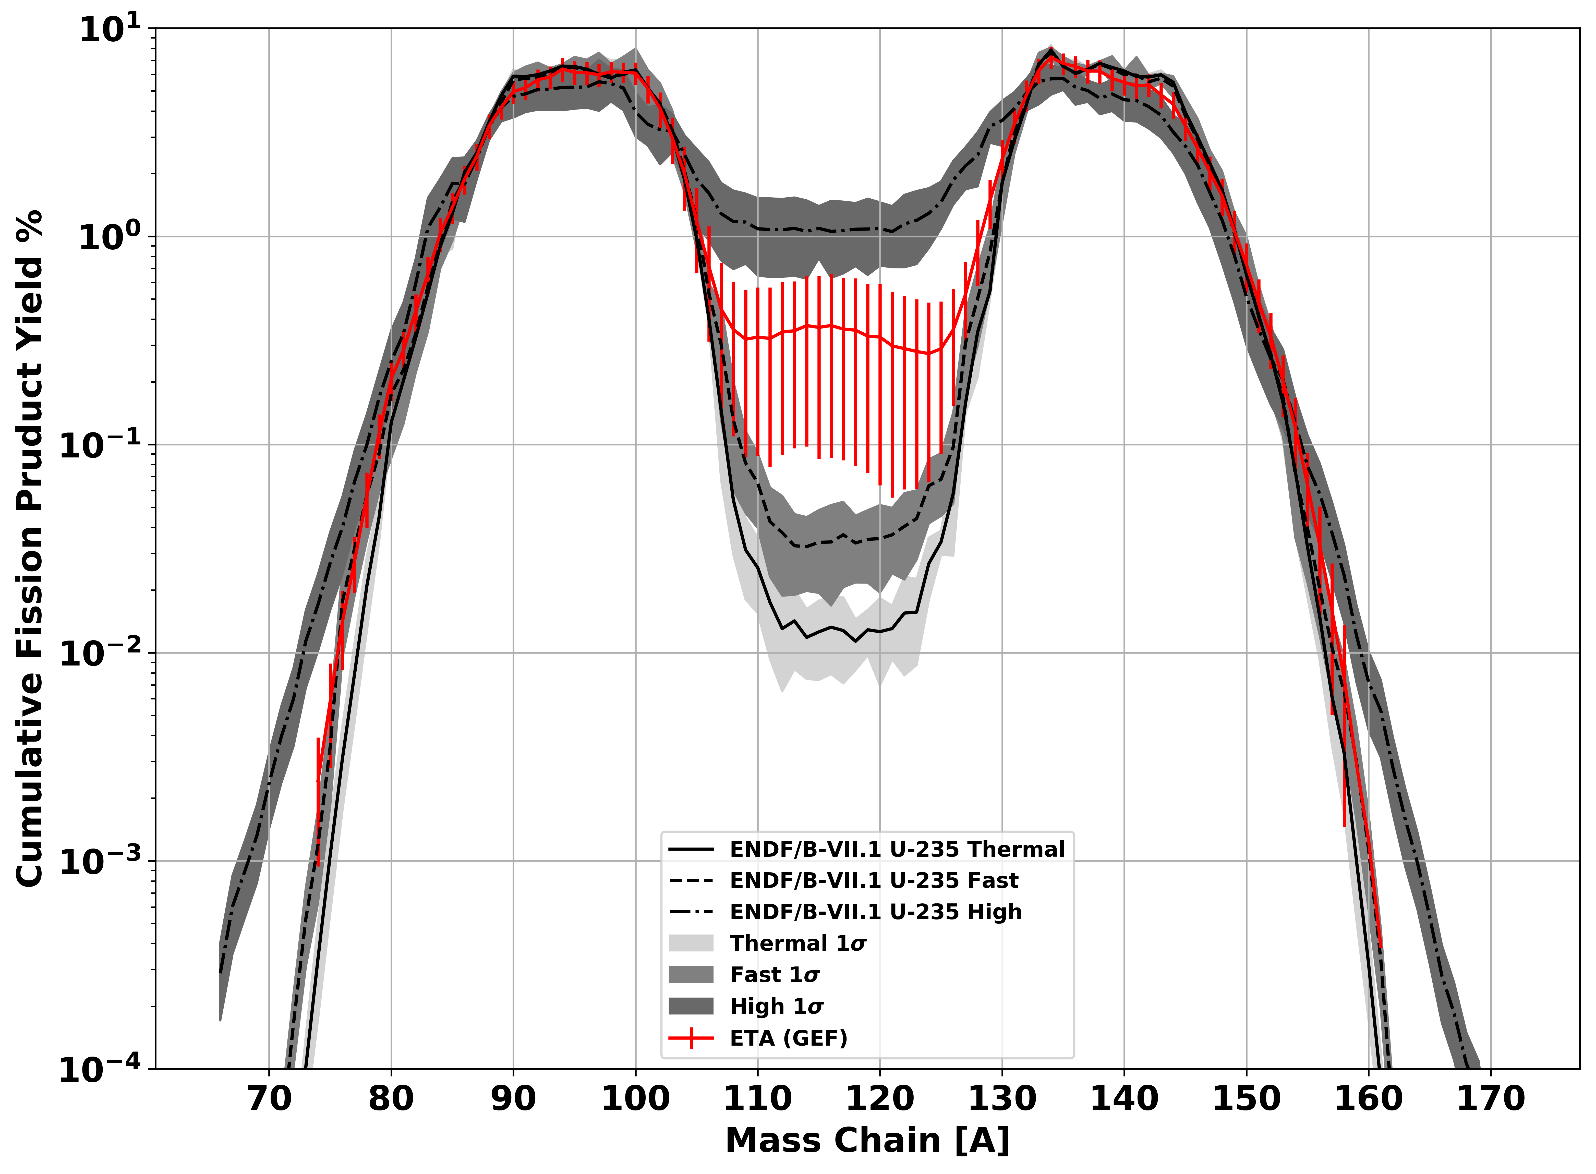 10¹
10⁰
10⁻¹
10⁻²
10⁻³
10⁻⁴
Cumulative Fission Pruduct Yield %
ENDF/B-VII.1 U-235 Thermal
ENDF/B-VII.1 U-235 Fast
ENDF/B-VII.1 U-235 High
Thermal 1σ
Fast 1σ
High 1σ
ETA (GEF)
70 80 90 100 110 120 130 140 150 160 170
Mass Chain [A]